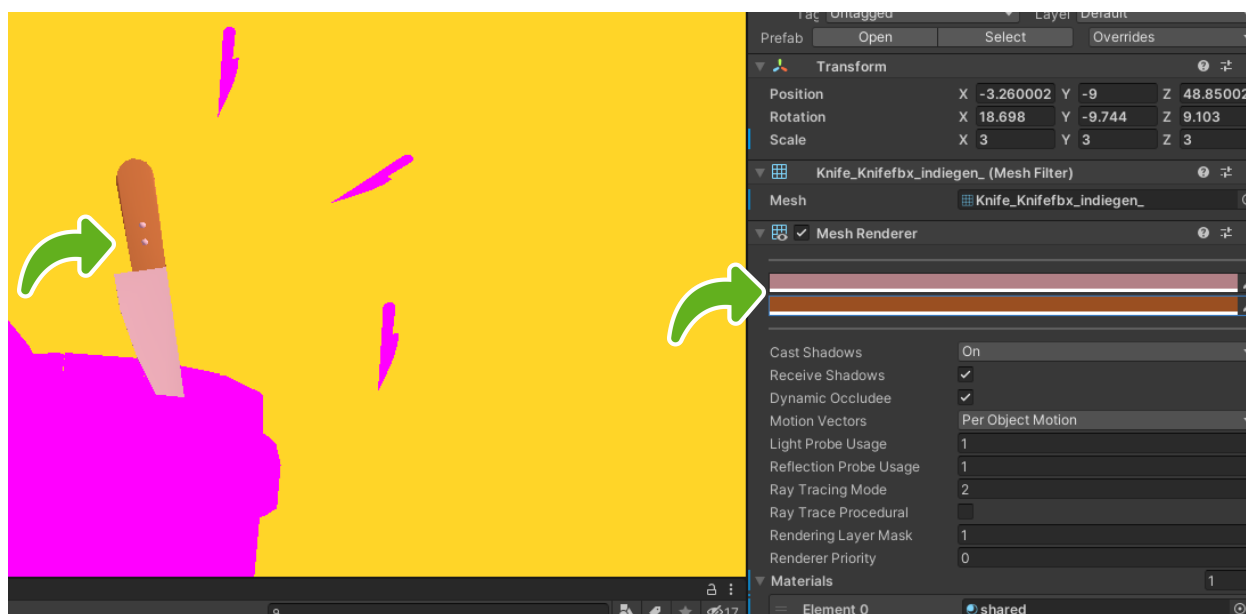 Tag Untagged Layer Default
Prefab Open Select Overrides
Transform
Position X -3.260002 Y -9 Z 48.85002
Rotation X 18.698 Y -9.744 Z 9.103
Scale X 3 Y 3 Z 3
Knife_Knifefbx_indiegen_ (Mesh Filter)
Mesh Knife_Knifefbx_indiegen_
Mesh Renderer
Cast Shadows On
Receive Shadows
Dynamic Occludee
Motion Vectors Per Object Motion
Light Probe Usage 1
Reflection Probe Usage 1
Ray Tracing Mode 2
Ray Trace Procedural
Rendering Layer Mask 1
Renderer Priority 0
Materials 1
9 17 Element 0 shared